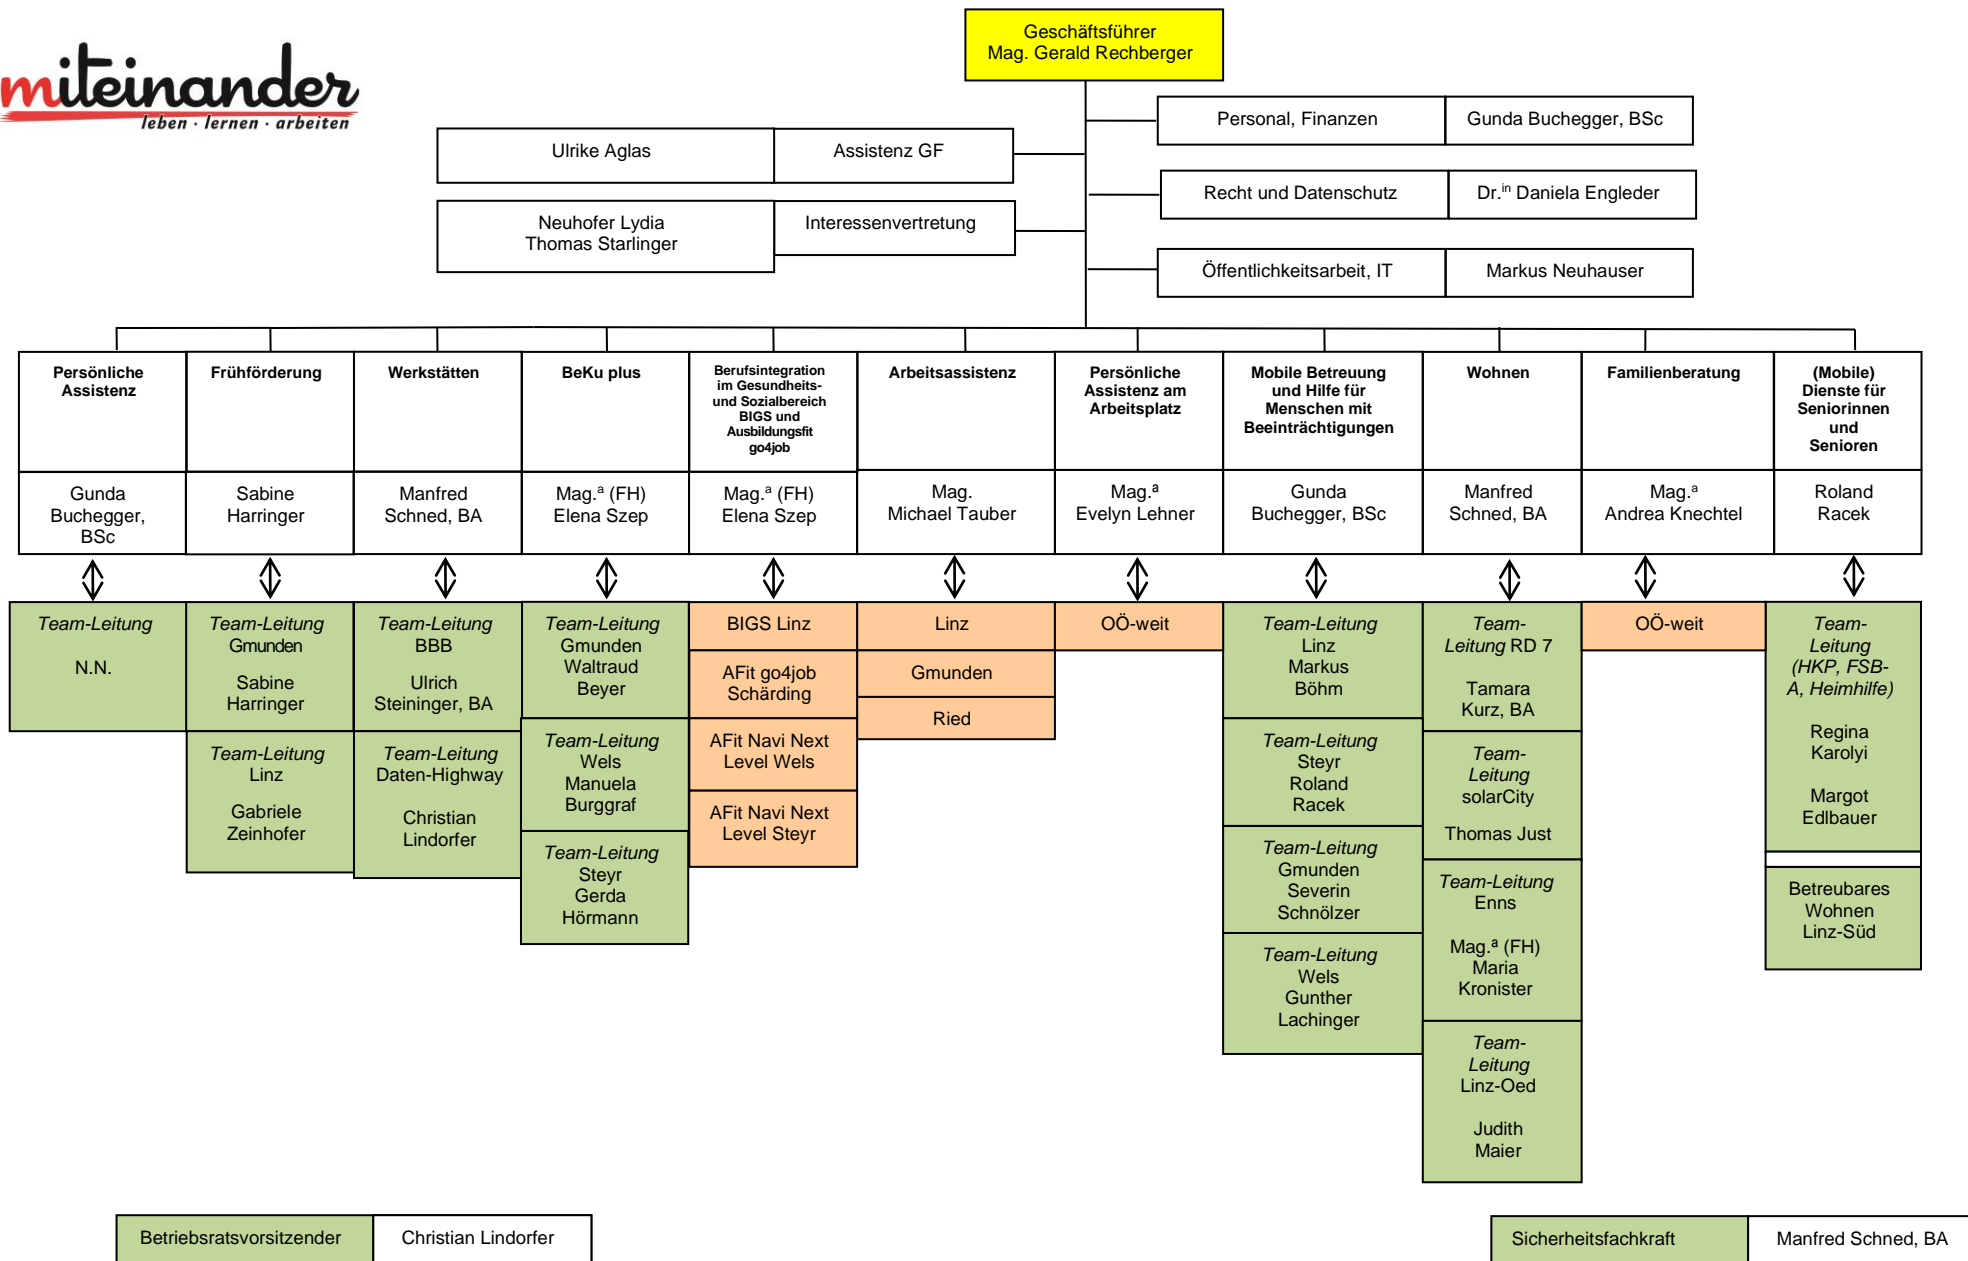 miteinander
leben · lernen · arbeiten
Geschäftsführer
Mag. Gerald Rechberger
Ulrike Aglas
Assistenz GF
Neuhofer Lydia
Thomas Starlinger
Interessenvertretung
Personal, Finanzen
Gunda Buchegger, BSc
Recht und Datenschutz
Dr.in Daniela Engleder
Öffentlichkeitsarbeit, IT
Markus Neuhauser
Persönliche
Assistenz
Gunda
Buchegger,
BSc
Team-Leitung
N.N.
Frühförderung
Sabine
Harringer
Team-Leitung
Gmunden
Sabine
Harringer
Team-Leitung
Linz
Gabriele
Zeinhofer
Werkstätten
Manfred
Schned, BA
Team-Leitung
BBB
Ulrich
Steininger, BA
Team-Leitung
Daten-Highway
Christian
Lindorfer
BeKu plus
Mag.a (FH)
Elena Szep
Team-Leitung
Gmunden
Waltraud
Beyer
Team-Leitung
Wels
Manuela
Burggraf
Team-Leitung
Steyr
Gerda
Hörmann
Berufsintegration
im Gesundheits-
und Sozialbereich
BIGS und
Ausbildungsfit
go4job
Mag.a (FH)
Elena Szep
BIGS Linz
AFit go4job
Schärding
AFit Navi Next
Level Wels
AFit Navi Next
Level Steyr
Arbeitsassistenz
Mag.
Michael Tauber
Linz
Gmunden
Ried
Persönliche
Assistenz am
Arbeitsplatz
Mag.ª
Evelyn Lehner
OÖ-weit
Mobile Betreuung
und Hilfe für
Menschen mit
Beeinträchtigungen
Gunda
Buchegger, BSc
Team-Leitung
Linz
Markus
Böhm
Team-Leitung
Steyr
Roland
Racek
Team-Leitung
Gmunden
Severin
Schnölzer
Team-Leitung
Wels
Gunther
Lachinger
Wohnen
Manfred
Schned, BA
Team-
Leitung RD 7
Tamara
Kurz, BA
Team-
Leitung
solarCity
Thomas Just
Team-Leitung
Enns
Mag.ª (FH)
Maria
Kronister
Team-
Leitung
Linz-Oed
Judith
Maier
Familienberatung
Mag.a
Andrea Knechtel
OÖ-weit
(Mobile)
Dienste für
Seniorinnen
und
Senioren
Roland
Racek
Team-
Leitung
(HKP, FSB-
A, Heimhilfe)
Regina
Karolyi
Margot
Edlbauer
Betreubares
Wohnen
Linz-Süd
Betriebsratsvorsitzender
Christian Lindorfer
Sicherheitsfachkraft
Manfred Schned, BA